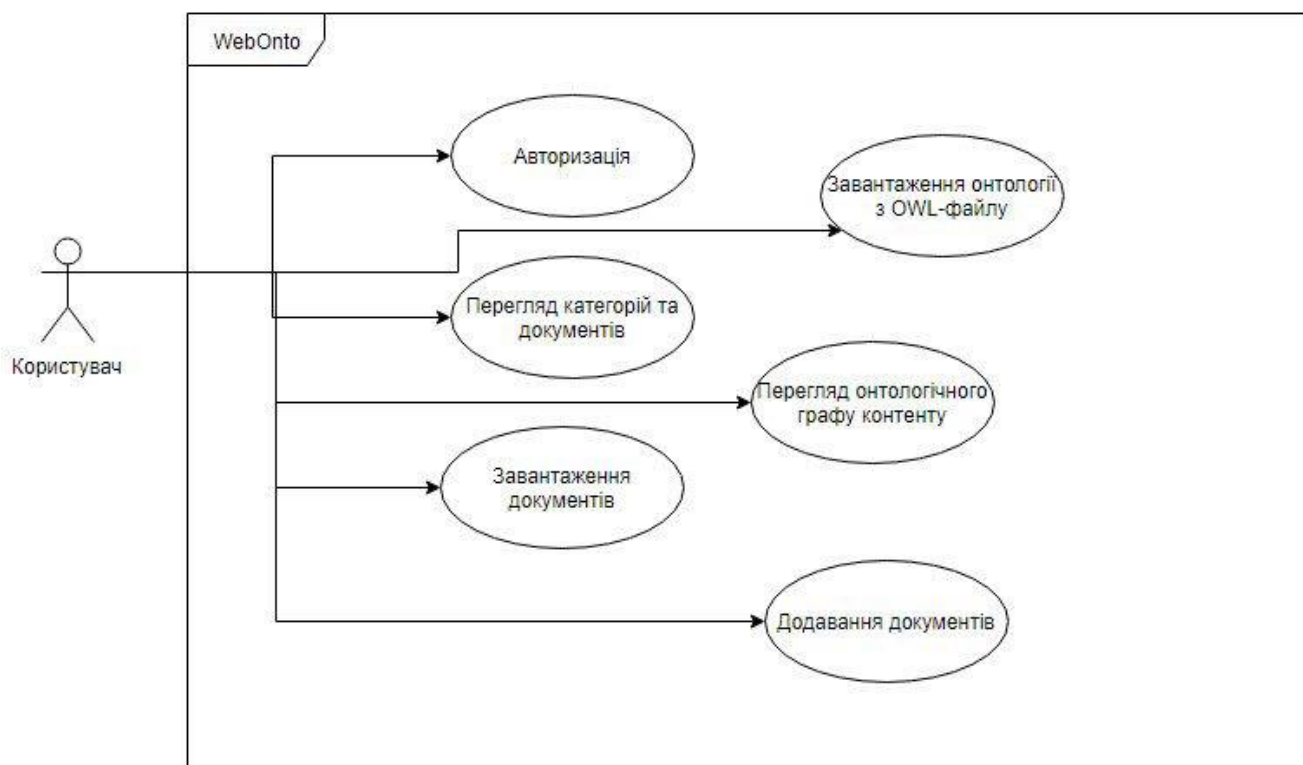 WebOnto
Авторизація
Завантаження онтології
з OWL-файлу
Користувач
Перегляд категорій та
документів
Перегляд онтологічного
графу контенту
Завантаження
документів
Додавання документів